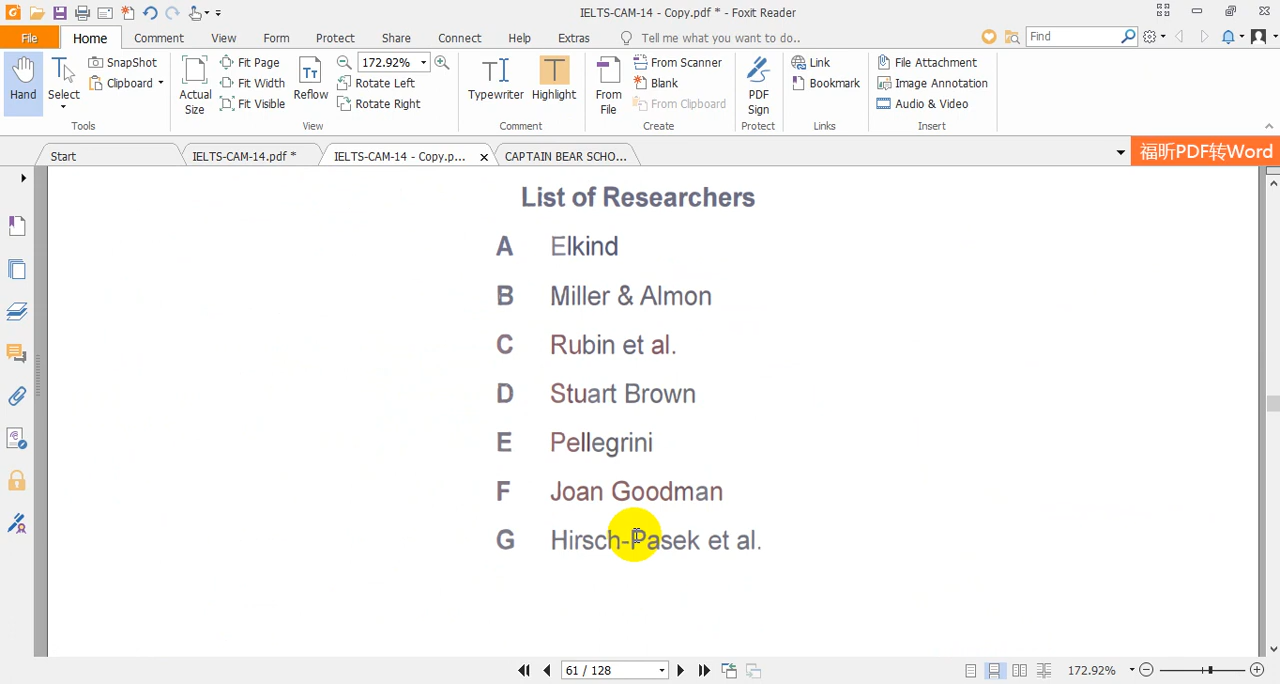 IELTS-CAM-14 - Copy.pdf * - Foxit Reader
File Home Comment View Form Protect Share Connect Help Extras Tell me what you want to do.. Find
Hand
Select
SnapShot
Clipboard
Tools
Actual Size
Fit Page
Fit Width
Fit Visible
Reflow
172.92%
Rotate Left
Rotate Right
View
Typewriter
Highlight
Comment
From File
From Scanner
Blank
From Clipboard
Create
PDF Sign
Protect
Link
Bookmark
Links
File Attachment
Image Annotation
Audio & Video
Insert
Start IELTS-CAM-14.pdf * IELTS-CAM-14 - Copy.p... CAPTAIN BEAR SCHO... 福昕PDF转Word
List of Researchers
A Elkind
B Miller & Almon
C Rubin et al.
D Stuart Brown
E Pellegrini
F Joan Goodman
G Hirsch-Pasek et al.
61 / 128 172.92%